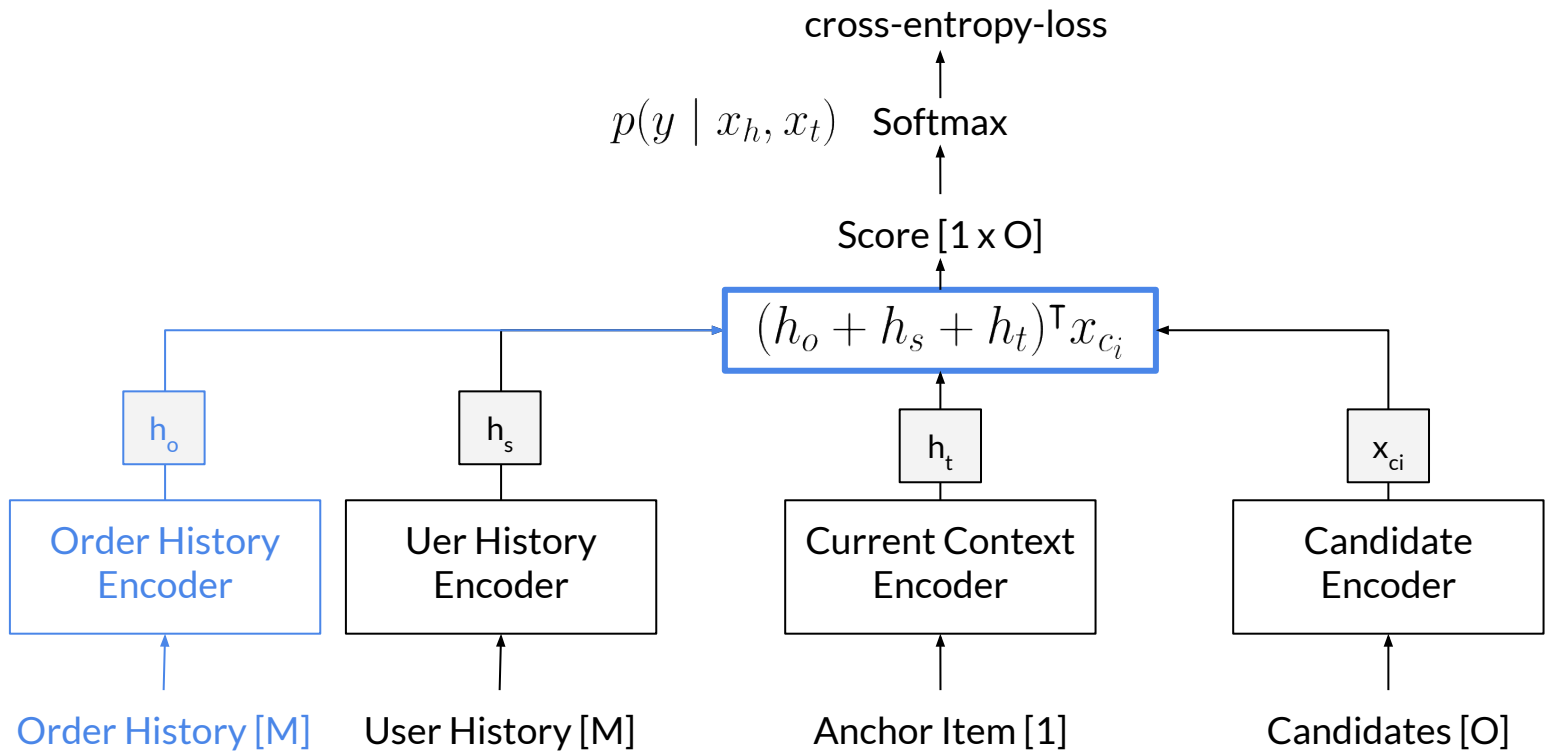 cross-entropy-loss
p(y | x_h, x_t) Softmax
Score [1 x O]
(h_o + h_s + h_t)^⊤ x_{c_i}
h_o
h_s
h_t
x_ci
Order History
Encoder
Uer History
Encoder
Current Context
Encoder
Candidate
Encoder
Order History [M]
User History [M]
Anchor Item [1]
Candidates [O]